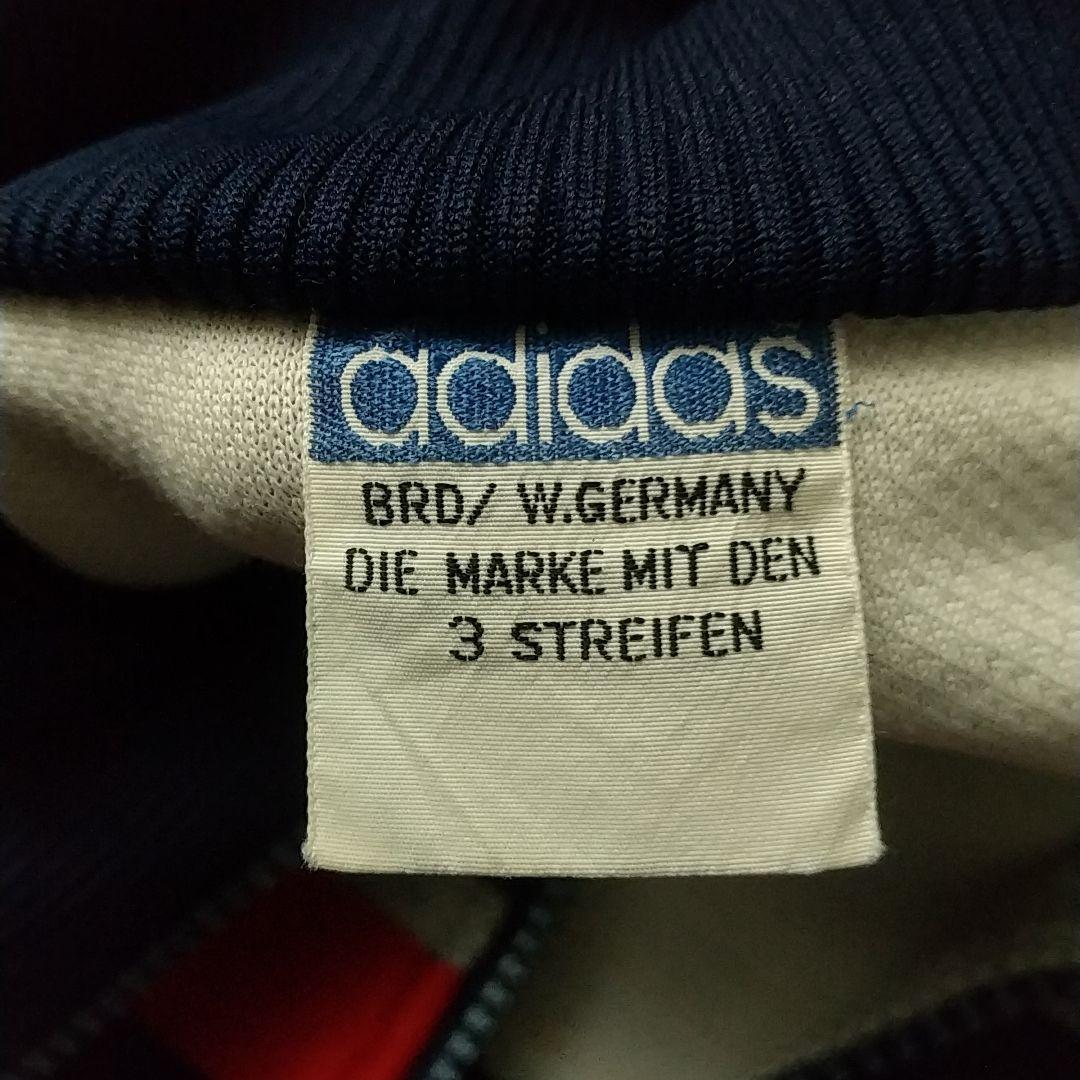 adidas
BRD/ W.GERMANY
DIE MARKE MIT DEN
3 STREIFEN